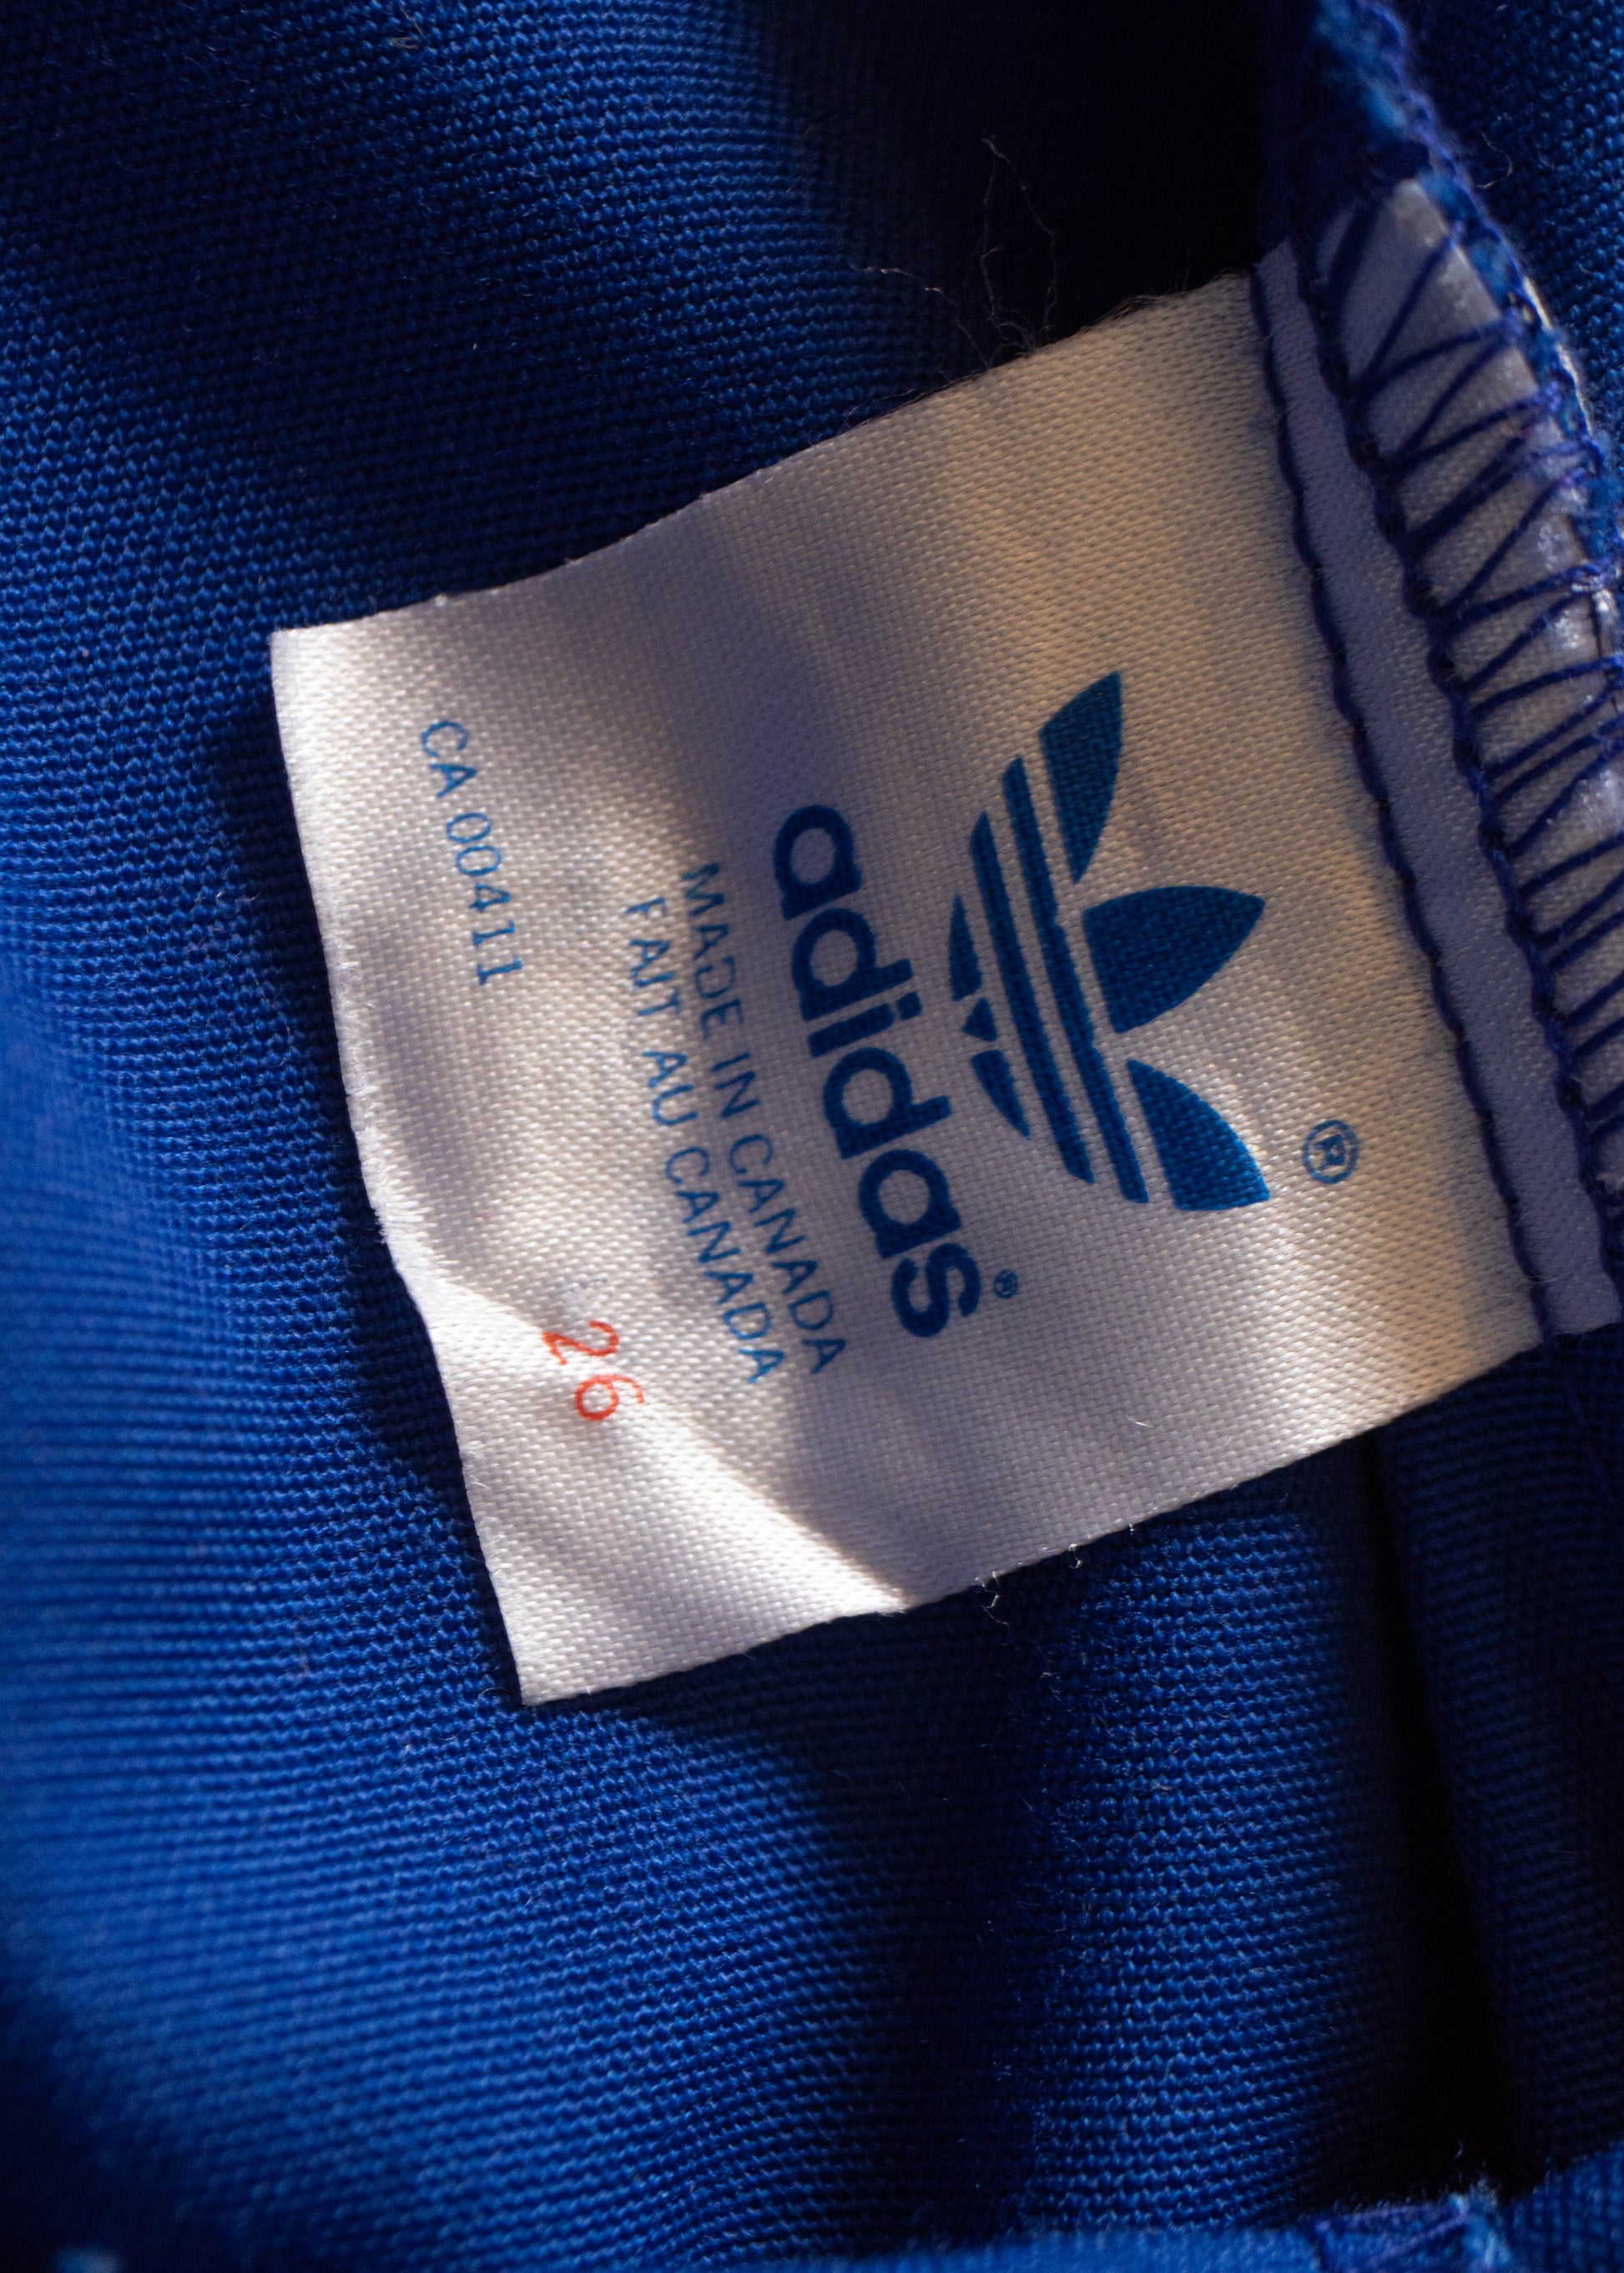 ®
adidas®
MADE IN CANADA
FAIT AU CANADA
26
CA 00411